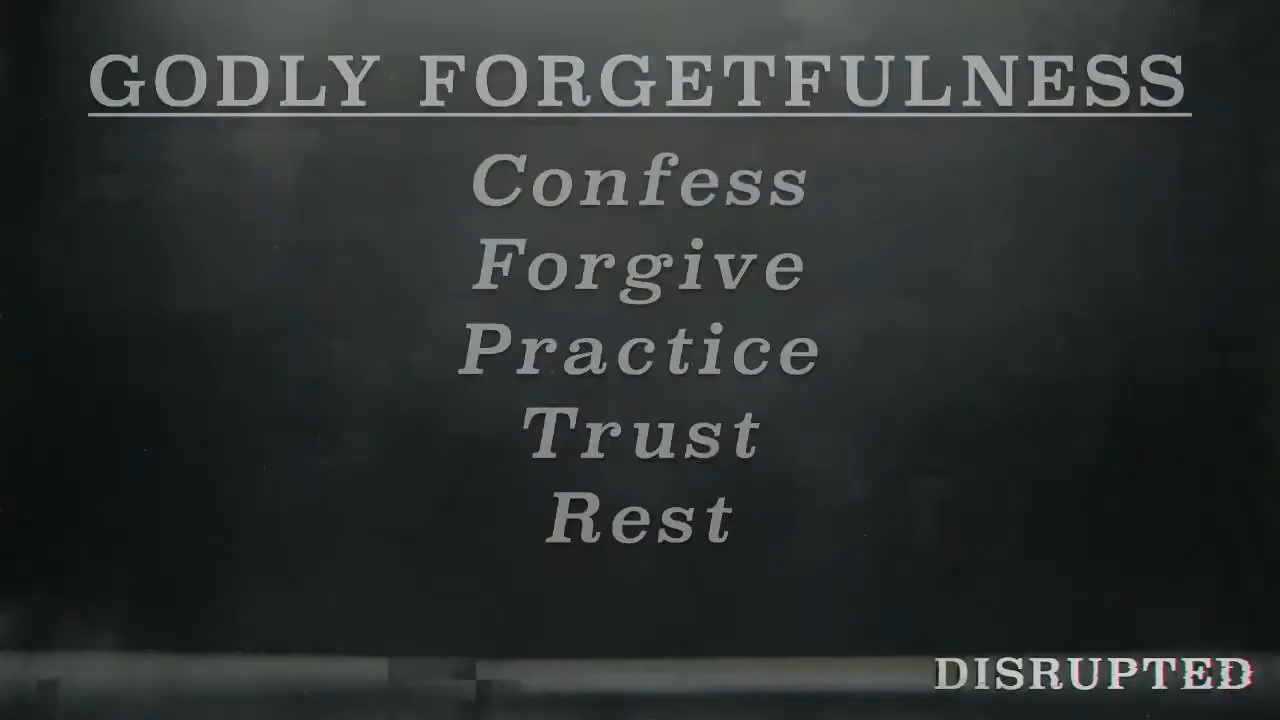 GODLY FORGETFULNESS
Confess
Forgive
Practice
Trust
Rest
DISRUPTED